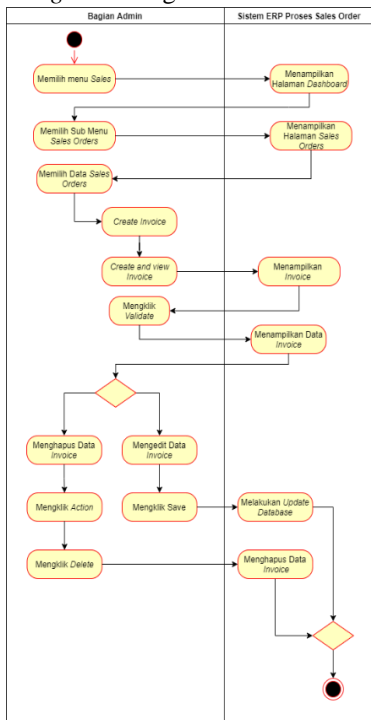 Bagian Admin
Sistem ERP Proses Sales Order
Memilih menu Sales
Menampilkan
Halaman Dashboard
Memilih Sub Menu
Sales Orders
Menampilkan
Halaman Sales
Orders
Memilih Data Sales
Orders
Create Invoice
Create and view
Invoice
Menampilkan
Invoice
Mengklik
Validate
Menampilkan Data
Invoice
Menghapus Data
Invoice
Mengedit Data
Invoice
Mengklik Action
Mengklik Save
Melakukan Update
Database
Mengklik Delete
Menghapus Data
Invoice